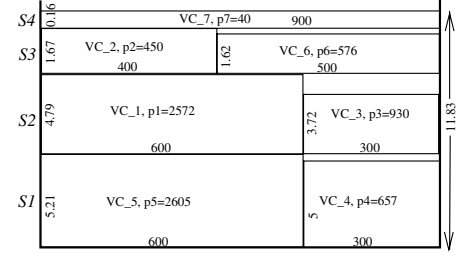 S4 0.16 VC_7, p7=40 900
S3 1.67 VC_2, p2=450 1.62 VC_6, p6=576
400 500
S2 4.79 VC_1, p1=2572 3.72 VC_3, p3=930 11.83
600 300
S1 5.21 VC_5, p5=2605 5 VC_4, p4=657
600 300